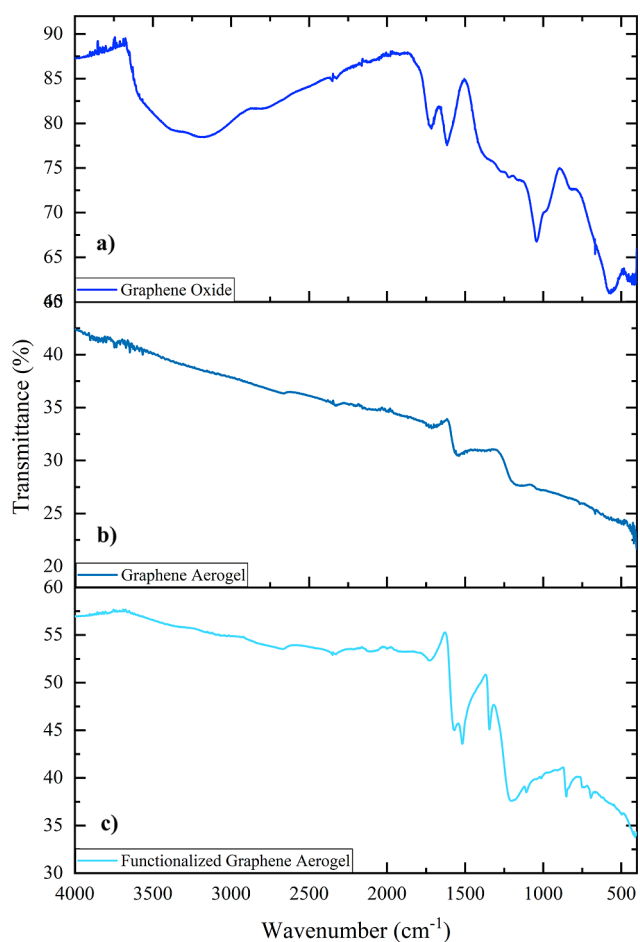 90
85
80
75
70
65
a)
Graphene Oxide
60
40
35
30
25
20
Transmittance (%)
b)
Graphene Aerogel
60
55
50
45
40
35
30
c)
Functionalized Graphene Aerogel
4000 3500 3000 2500 2000 1500 1000 500
Wavenumber (cm⁻¹)